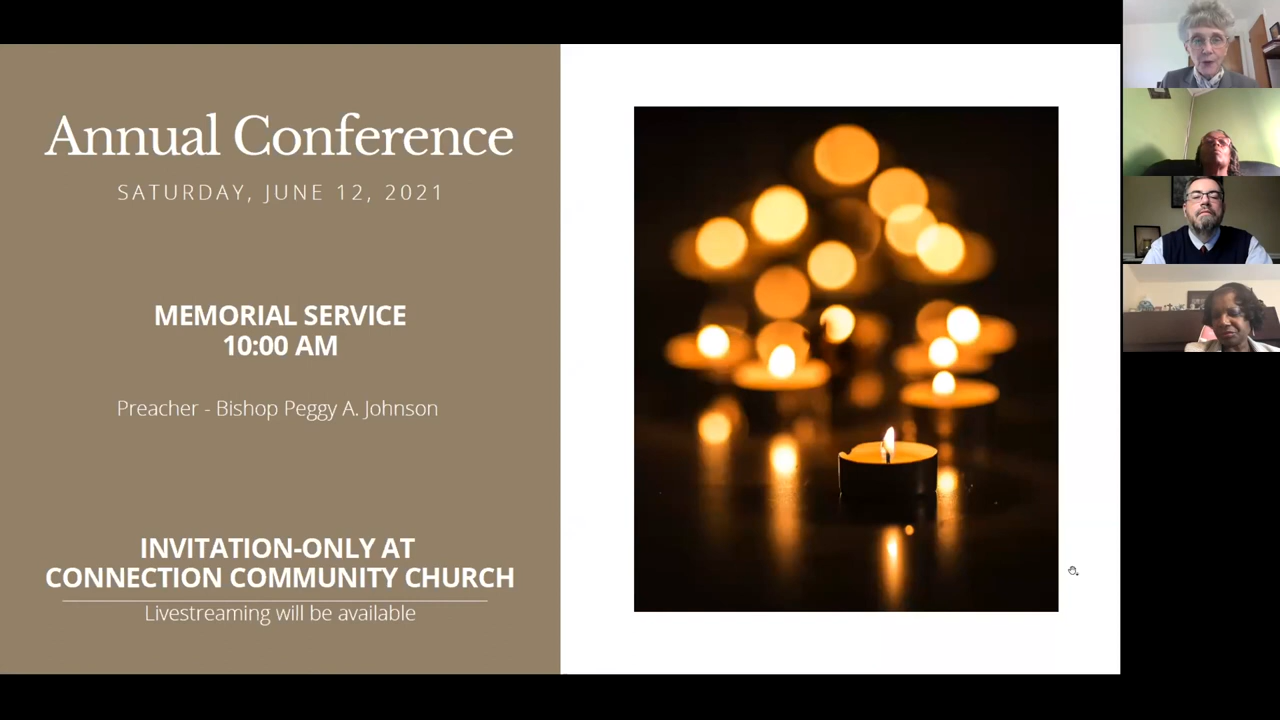 Annual Conference
SATURDAY, JUNE 12, 2021
MEMORIAL SERVICE
10:00 AM
Preacher - Bishop Peggy A. Johnson
INVITATION-ONLY AT
CONNECTION COMMUNITY CHURCH
Livestreaming will be available